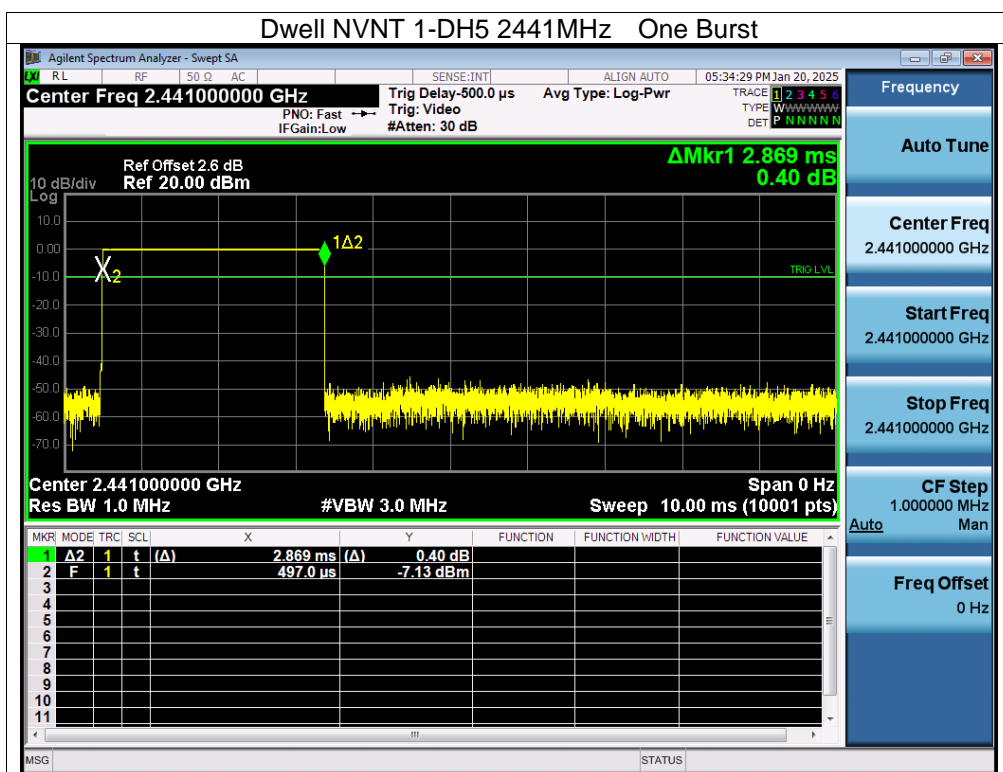 Dwell NVNT 1-DH5 2441MHz One Burst
Agilent Spectrum Analyzer - Swept SA
LXI RL RF 50 Ω AC SENSE:INT ALIGN AUTO 05:34:29 PM Jan 20, 2025
Center Freq 2.441000000 GHz Trig Delay-500.0 µs Avg Type: Log-Pwr TRACE 1 2 3 4 5 6
PNO: Fast Trig: Video TYPE WWWWWW
IFGain:Low #Atten: 30 dB DET P N N N N N
Frequency
Auto Tune
ΔMkr1 2.869 ms
0.40 dB
Ref Offset 2.6 dB
10 dB/div Ref 20.00 dBm
Log
10.0
0.00
-10.0
-20.0
-30.0
-40.0
-50.0
-60.0
-70.0
1Δ2
2
TRIG LVL
Center 2.441000000 GHz Span 0 Hz
Res BW 1.0 MHz #VBW 3.0 MHz Sweep 10.00 ms (10001 pts)
MKR MODE TRC SCL X Y FUNCTION FUNCTION WIDTH FUNCTION VALUE
1 Δ2 1 t (Δ) 2.869 ms (Δ) 0.40 dB
2 F 1 t 497.0 µs -7.13 dBm
3
4
5
6
7
8
9
10
11
Center Freq
2.441000000 GHz
Start Freq
2.441000000 GHz
Stop Freq
2.441000000 GHz
CF Step
1.000000 MHz
Auto Man
Freq Offset
0 Hz
MSG STATUS